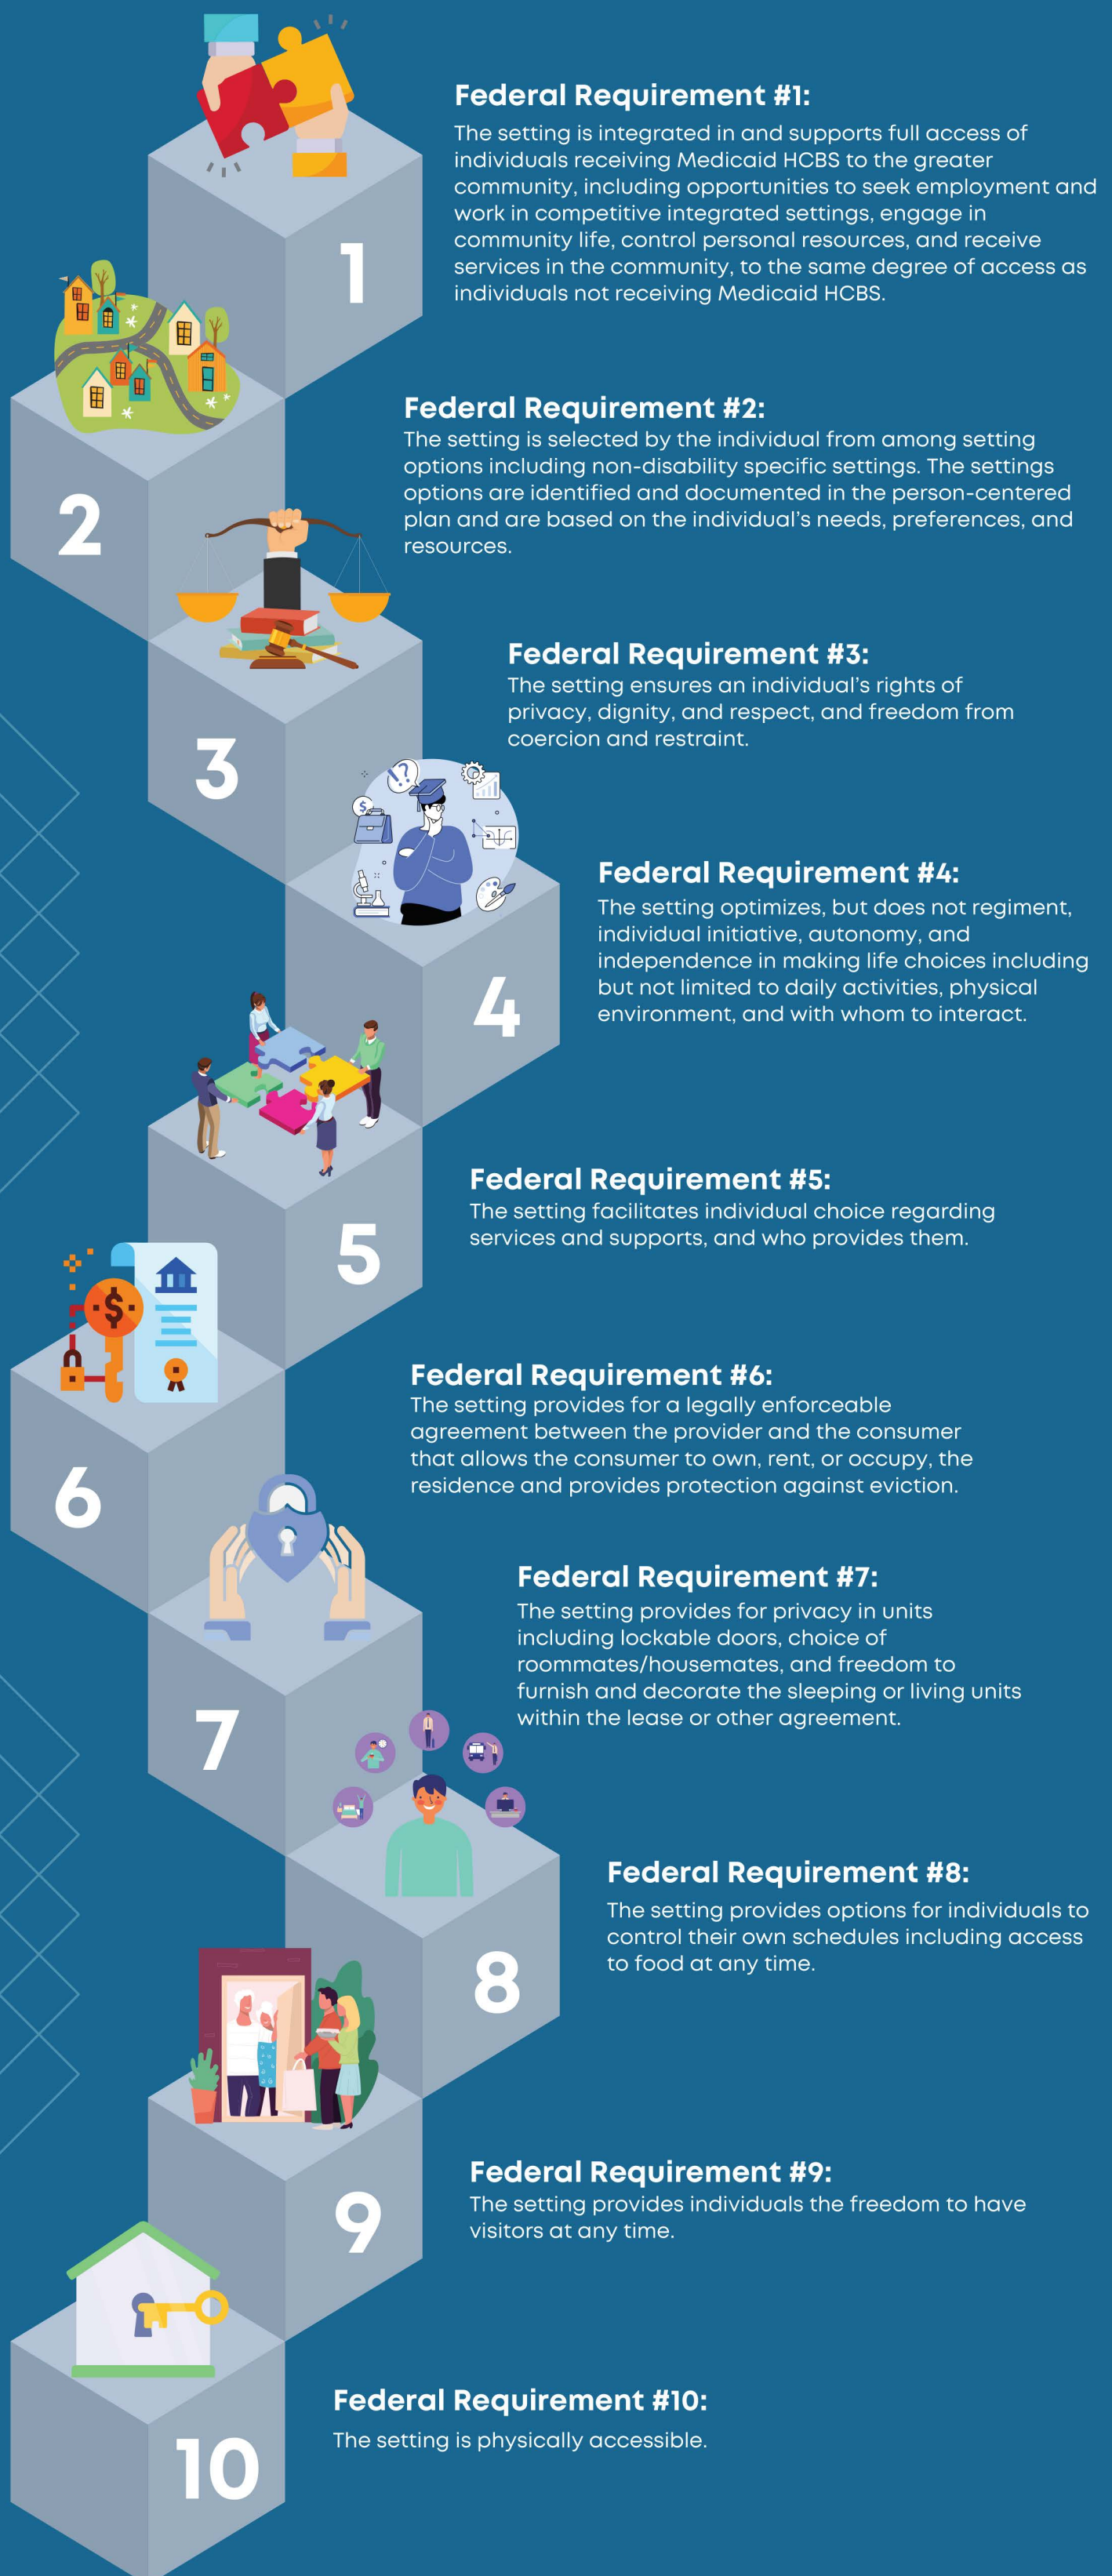 Federal Requirement #1:
The setting is integrated in and supports full access of
individuals receiving Medicaid HCBS to the greater
community, including opportunities to seek employment and
work in competitive integrated settings, engage in
community life, control personal resources, and receive
services in the community, to the same degree of access as
individuals not receiving Medicaid HCBS.
1
Federal Requirement #2:
The setting is selected by the individual from among setting
options including non-disability specific settings. The settings
options are identified and documented in the person-centered
plan and are based on the individual's needs, preferences, and
resources.
2
Federal Requirement #3:
The setting ensures an individual's rights of
privacy, dignity, and respect, and freedom from
coercion and restraint.
3
!?
$
Federal Requirement #4:
The setting optimizes, but does not regiment,
individual initiative, autonomy, and
independence in making life choices including
but not limited to daily activities, physical
environment, and with whom to interact.
4
Federal Requirement #5:
The setting facilitates individual choice regarding
services and supports, and who provides them.
5
$
Federal Requirement #6:
The setting provides for a legally enforceable
agreement between the provider and the consumer
that allows the consumer to own, rent, or occupy, the
residence and provides protection against eviction.
6
Federal Requirement #7:
The setting provides for privacy in units
including lockable doors, choice of
roommates/housemates, and freedom to
furnish and decorate the sleeping or living units
within the lease or other agreement.
7
Federal Requirement #8:
The setting provides options for individuals to
control their own schedules including access
to food at any time.
8
Federal Requirement #9:
The setting provides individuals the freedom to have
visitors at any time.
9
Federal Requirement #10:
The setting is physically accessible.
10